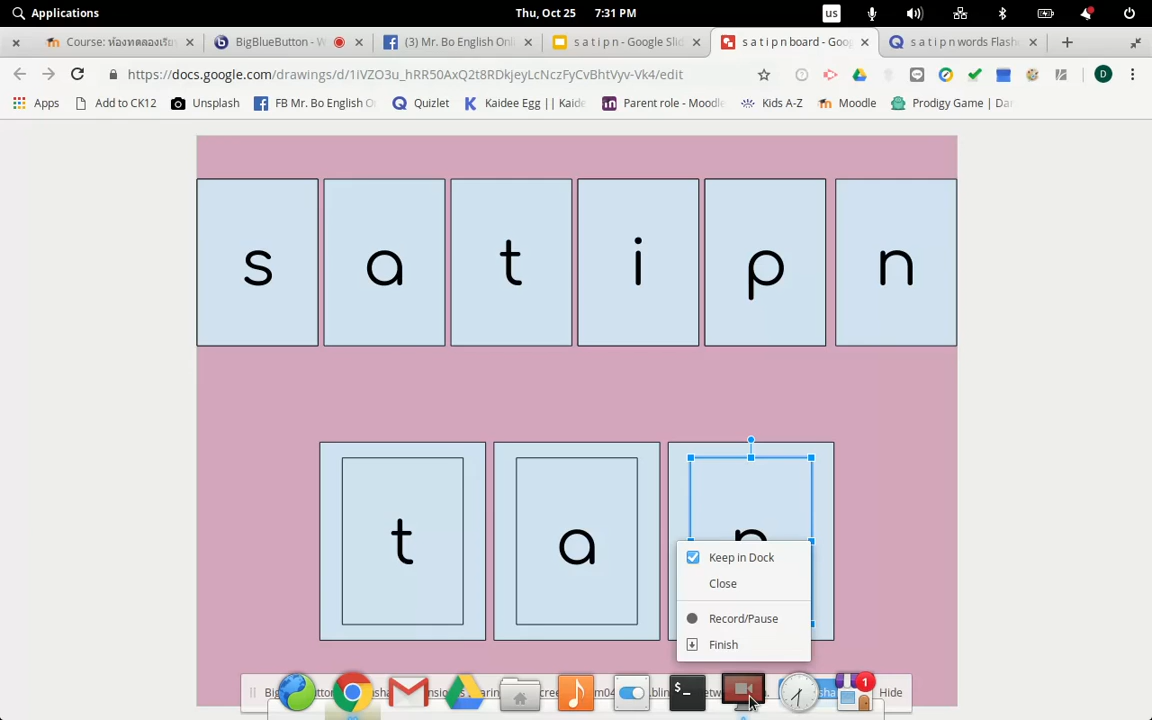 Applications
Thu, Oct 25 7:31 PM
us
Course: ห้องทดลองเรีย
BigBlueButton - W
(3) Mr. Bo English Onl
s a t i p n - Google Slid
s a t i p n board - Goog
s a t i p n words Flash
https://docs.google.com/drawings/d/1iVZO3u_hRR50AxQ2t8RDkjeyLcNczFyCvBhtVyv-Vk4/edit
D
Apps
Add to CK12
Unsplash
FB Mr. Bo English O
Quizlet
Kaidee Egg || Kaide
Parent role - Moodle
Kids A-Z
Moodle
Prodigy Game | Dan
s a t i p n
t a
Keep in Dock
Close
Record/Pause
Finish
1
Hide